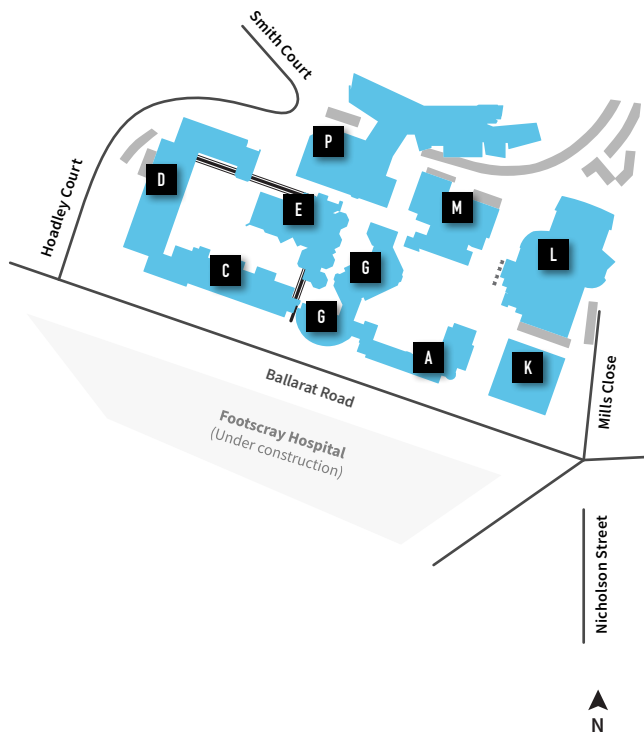 Smith Court
P
D
Hoadley Court
E
M
L
C
G
G
A
K
Ballarat Road
Mills Close
Footscray Hospital
(Under construction)
Nicholson Street
N